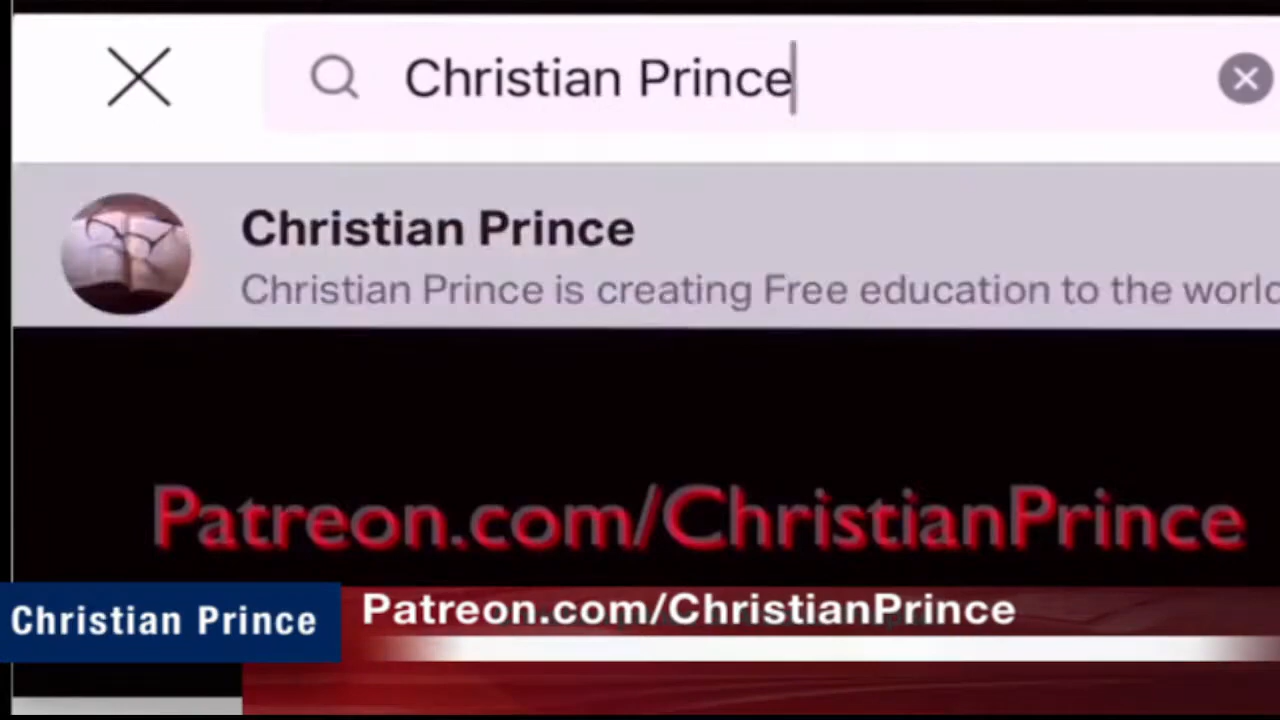 Christian Prince
Christian Prince
Christian Prince is creating Free education to the world
Patreon.com/ChristianPrince
Christian Prince
Patreon.com/ChristianPrince